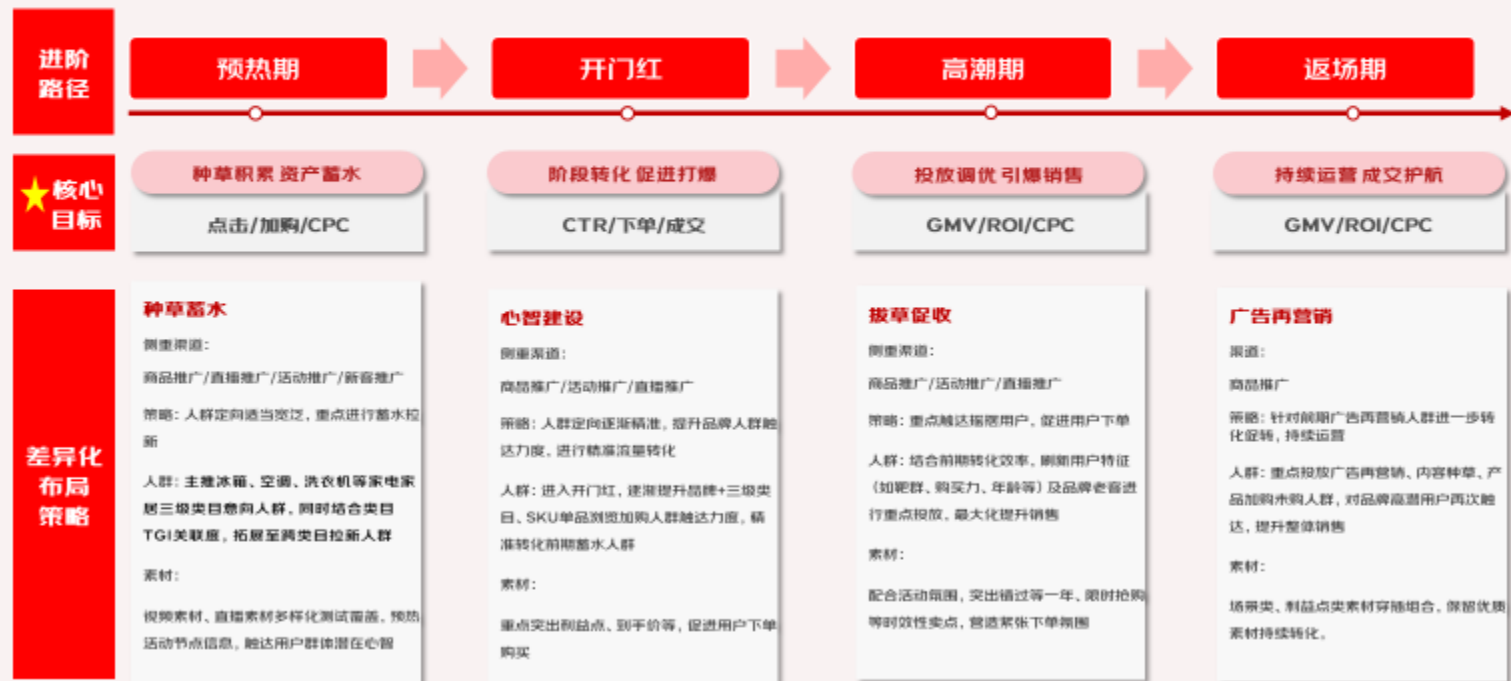 进阶
路径
预热期
开门红
高潮期
返场期
核心
目标
种草积累 资产蓄水
点击/加购/CPC
阶段转化 促进打爆
CTR/下单/成交
投放调优 引爆销售
GMV/ROI/CPC
持续运营 成交护航
GMV/ROI/CPC
差异化
布局
策略
种草蓄水
侧重渠道：
商品推广/直播推广/活动推广/新客推广
策略：人群定向适当宽泛，重点进行蓄水拉
新
人群：主推冰箱、空调、洗衣机等家电家
居三级类目意向人群，同时结合类目
TGI关联度，拓展至跨类目拉新人群
素材：
视频素材、直播素材多样化测试覆盖，预热
活动节点信息，触达用户群体潜在心智
心智建设
侧重渠道：
商品推广/活动推广/直播推广
策略：人群定向逐渐精准，提升品牌人群触
达力度，进行精准流量转化
人群：进入开门红，逐渐提升品牌+三级类
目、SKU单品浏览加购人群触达力度，精
准转化前期蓄水人群
素材：
重点突出利益点、到手价等，促进用户下单
购买
拔草促收
侧重渠道：
商品推广/活动推广/直播推广
策略：重点触达摇摆用户，促进用户下单
人群：结合前期转化效率，刷新用户特征
（如靶群、购买力、年龄等）及品牌老客进
行重点投放，最大化提升销售
素材：
配合活动氛围，突出错过等一年、限时抢购
等时效性卖点，营造紧张下单氛围
广告再营销
渠道：
商品推广
策略：针对前期广告再营销人群进一步转
化促转，持续运营
人群：重点投放广告再营销、内容种草、产
品加购未购人群，对品牌高潜用户再次触
达，提升整体销售
素材：
场景类、利益点类素材穿插组合，保留优质
素材持续转化。